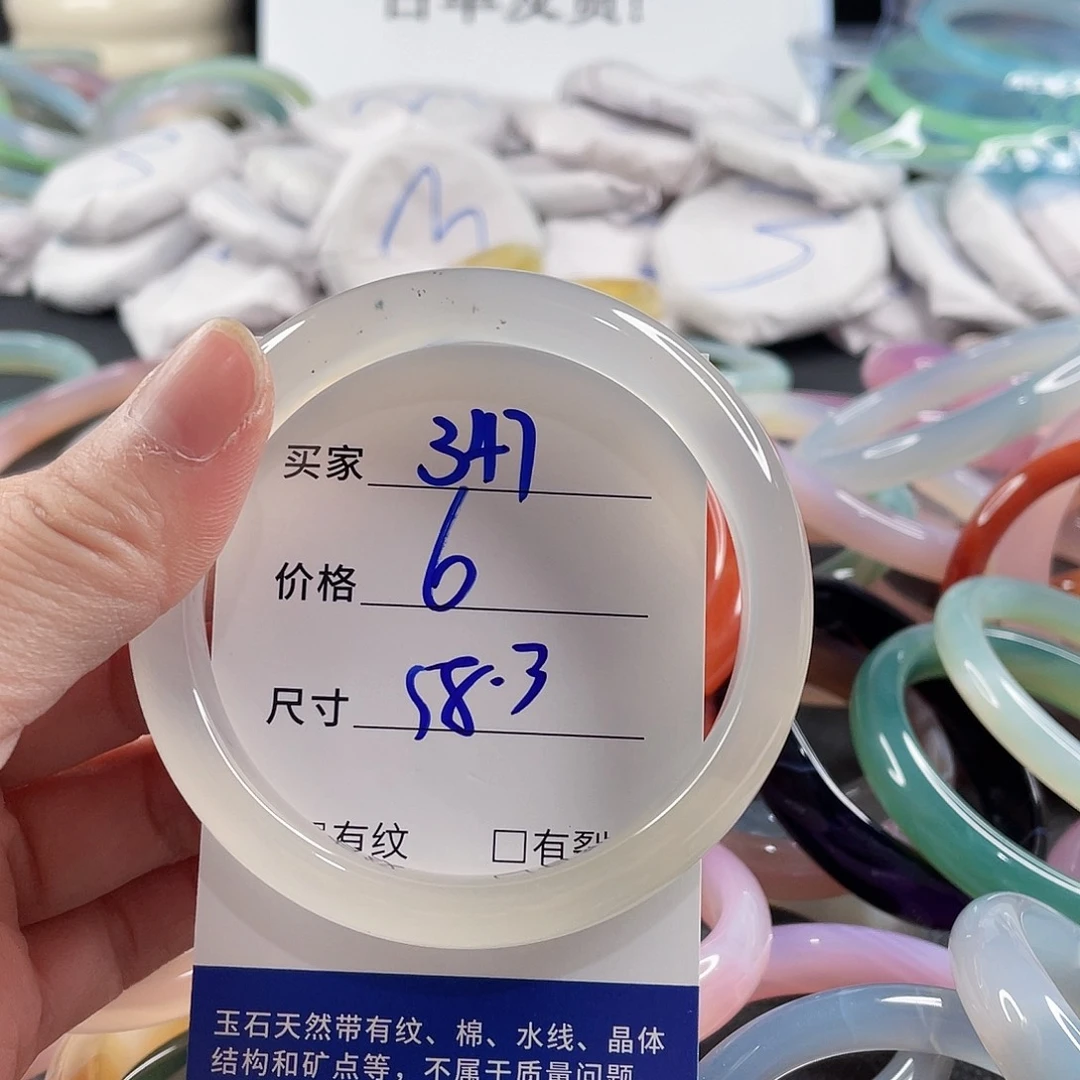 M
S
买家 347
价格 6
尺寸 58.3
有纹 □有裂
玉石天然带有纹、棉、水线、晶体
结构和矿点等，不属于质量问题